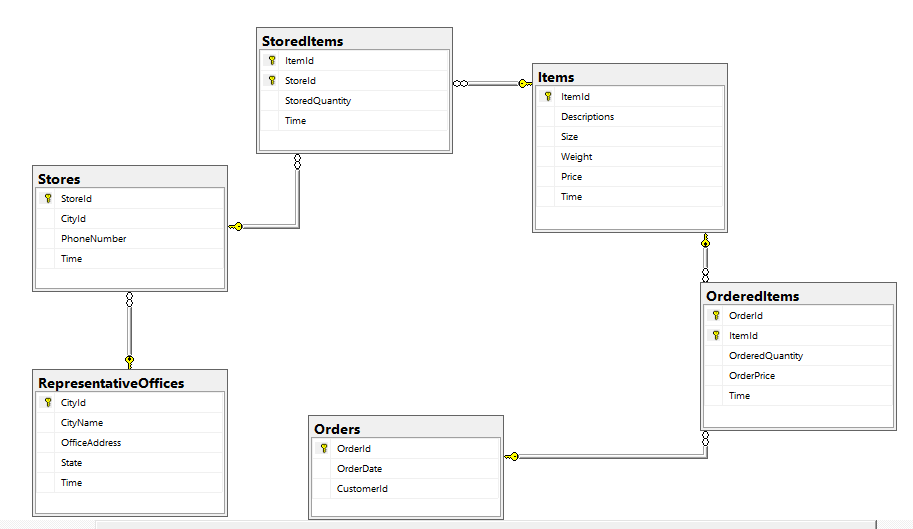 StoredItems
ItemId
StoreId
StoredQuantity
Time
Items
ItemId
Descriptions
Size
Weight
Price
Time
Stores
StoreId
CityId
PhoneNumber
Time
OrderedItems
OrderId
ItemId
OrderedQuantity
OrderPrice
Time
RepresentativeOffices
CityId
CityName
OfficeAddress
State
Time
Orders
OrderId
OrderDate
CustomerId